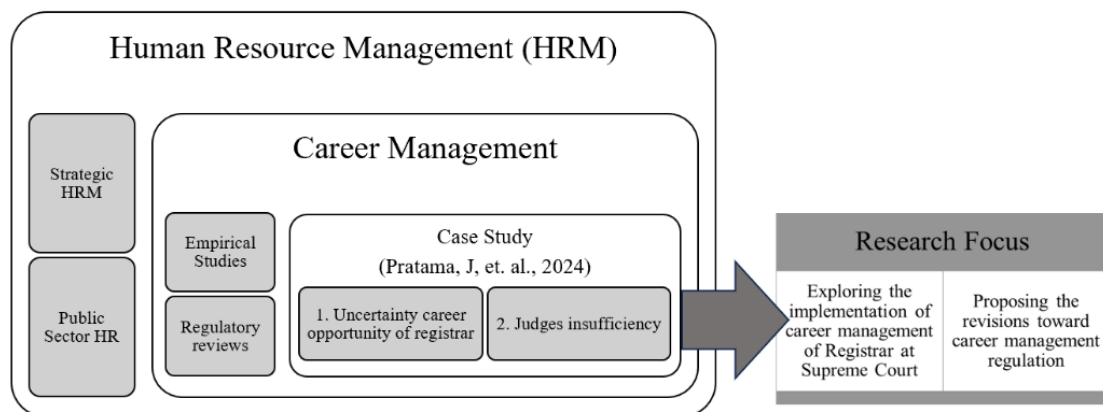 Human Resource Management (HRM)
Strategic
HRM
Public
Sector HR
Career Management
Empirical
Studies
Regulatory
reviews
Case Study
(Pratama, J, et. al., 2024)
1. Uncertainty career
opportunity of registrar
2. Judges insufficiency
Research Focus
Exploring the
implementation of
career management
of Registrar at
Supreme Court
Proposing the
revisions toward
career management
regulation